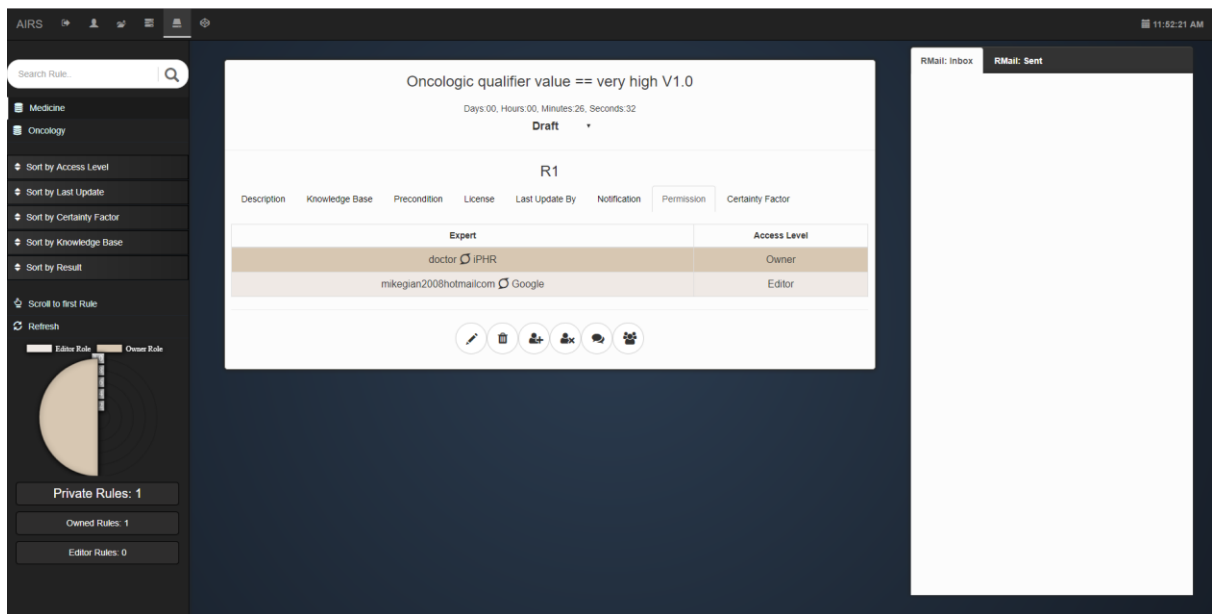 AIRS
11:52:21 AM
Search Rule..
Medicine
Oncology
Sort by Access Level
Sort by Last Update
Sort by Certainty Factor
Sort by Knowledge Base
Sort by Result
Scroll to first Rule
Refresh
Editor Role Owner Role
Private Rules: 1
Owned Rules: 1
Editor Rules: 0
Oncologic qualifier value == very high V1.0
Days:00, Hours:00, Minutes:26, Seconds:32
Draft
R1
Description Knowledge Base Precondition License Last Update By Notification Permission Certainty Factor
Expert Access Level
doctor iPHR Owner
mikegian2008hotmailcom Google Editor
RMail: Inbox RMail: Sent